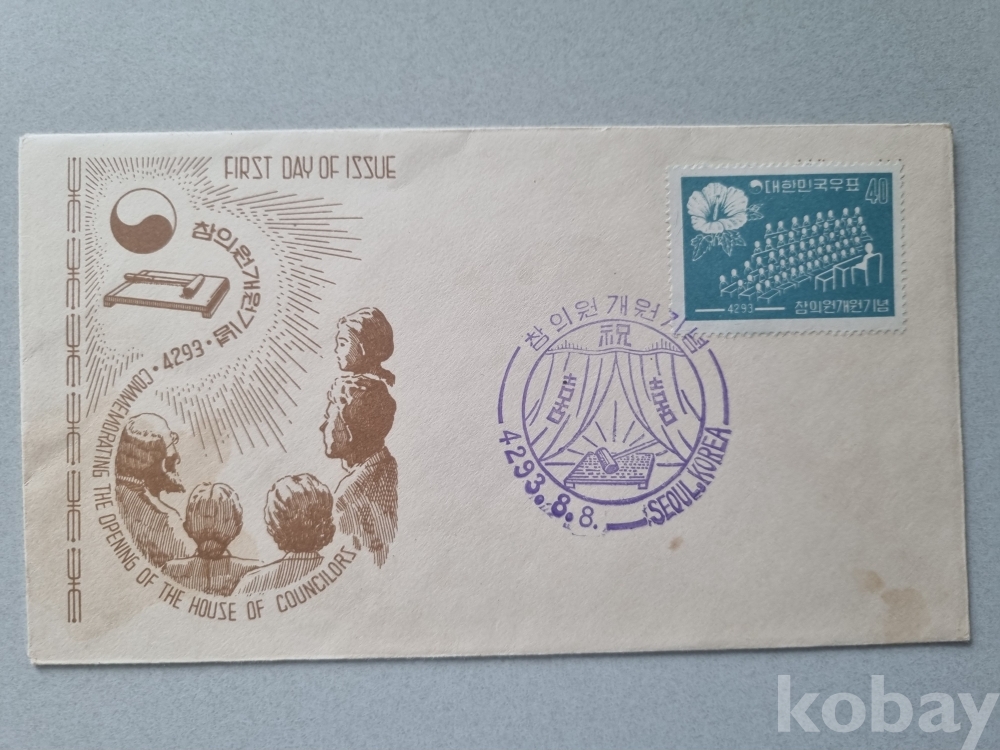 FIRST DAY OF ISSUE
참의원개원기념
• 4293 •
COMMEMORATING THE OPENING OF THE HOUSE OF COUNCILORS
대한민국우표 40
4293 참의원개원기념
참의원개원기념
祝
4293.8.8. SEOUL.KOREA
kobay